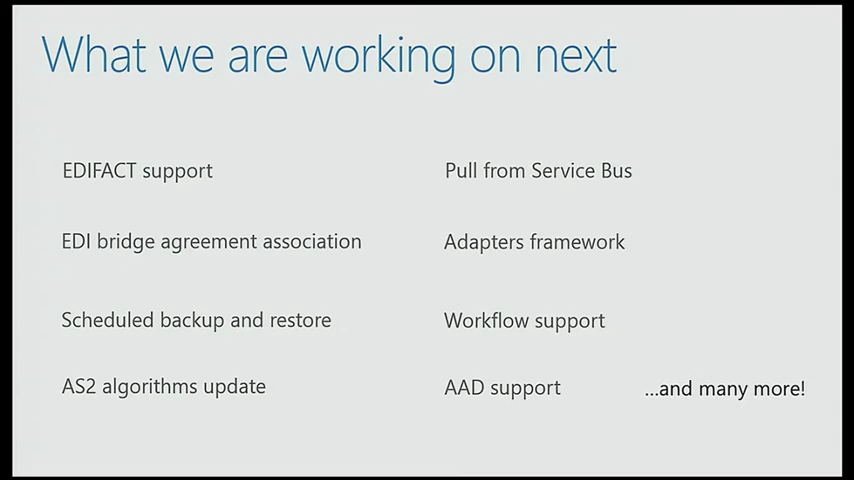 What we are working on next
EDIFACT support
EDI bridge agreement association
Scheduled backup and restore
AS2 algorithms update
Pull from Service Bus
Adapters framework
Workflow support
AAD support
...and many more!